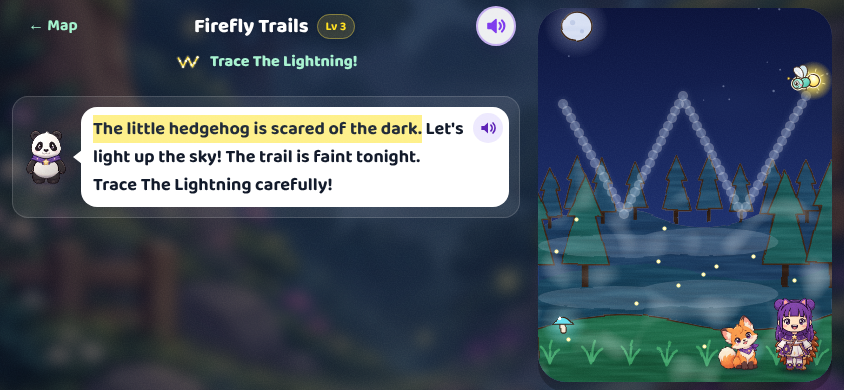 ← Map
Firefly Trails
Lv 3
Trace The Lightning!
The little hedgehog is scared of the dark. Let's
light up the sky! The trail is faint tonight.
Trace The Lightning carefully!